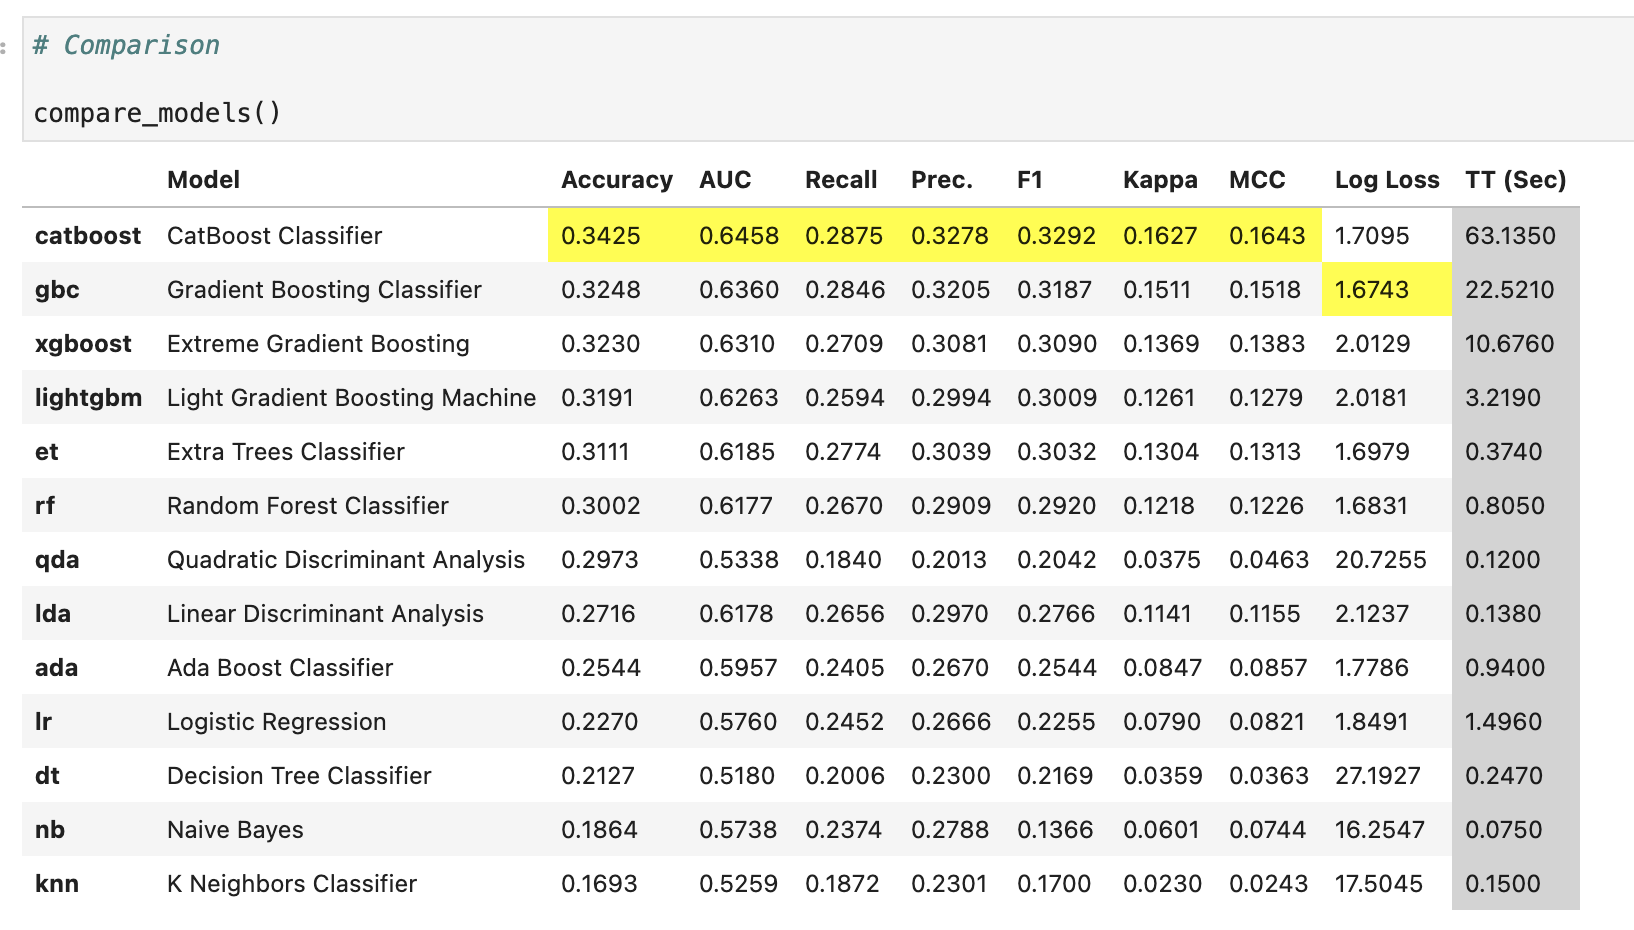 # Comparison
compare_models()
Model Accuracy AUC Recall Prec. F1 Kappa MCC Log Loss TT (Sec)
catboost CatBoost Classifier 0.3425 0.6458 0.2875 0.3278 0.3292 0.1627 0.1643 1.7095 63.1350
gbc Gradient Boosting Classifier 0.3248 0.6360 0.2846 0.3205 0.3187 0.1511 0.1518 1.6743 22.5210
xgboost Extreme Gradient Boosting 0.3230 0.6310 0.2709 0.3081 0.3090 0.1369 0.1383 2.0129 10.6760
lightgbm Light Gradient Boosting Machine 0.3191 0.6263 0.2594 0.2994 0.3009 0.1261 0.1279 2.0181 3.2190
et Extra Trees Classifier 0.3111 0.6185 0.2774 0.3039 0.3032 0.1304 0.1313 1.6979 0.3740
rf Random Forest Classifier 0.3002 0.6177 0.2670 0.2909 0.2920 0.1218 0.1226 1.6831 0.8050
qda Quadratic Discriminant Analysis 0.2973 0.5338 0.1840 0.2013 0.2042 0.0375 0.0463 20.7255 0.1200
lda Linear Discriminant Analysis 0.2716 0.6178 0.2656 0.2970 0.2766 0.1141 0.1155 2.1237 0.1380
ada Ada Boost Classifier 0.2544 0.5957 0.2405 0.2670 0.2544 0.0847 0.0857 1.7786 0.9400
lr Logistic Regression 0.2270 0.5760 0.2452 0.2666 0.2255 0.0790 0.0821 1.8491 1.4960
dt Decision Tree Classifier 0.2127 0.5180 0.2006 0.2300 0.2169 0.0359 0.0363 27.1927 0.2470
nb Naive Bayes 0.1864 0.5738 0.2374 0.2788 0.1366 0.0601 0.0744 16.2547 0.0750
knn K Neighbors Classifier 0.1693 0.5259 0.1872 0.2301 0.1700 0.0230 0.0243 17.5045 0.1500